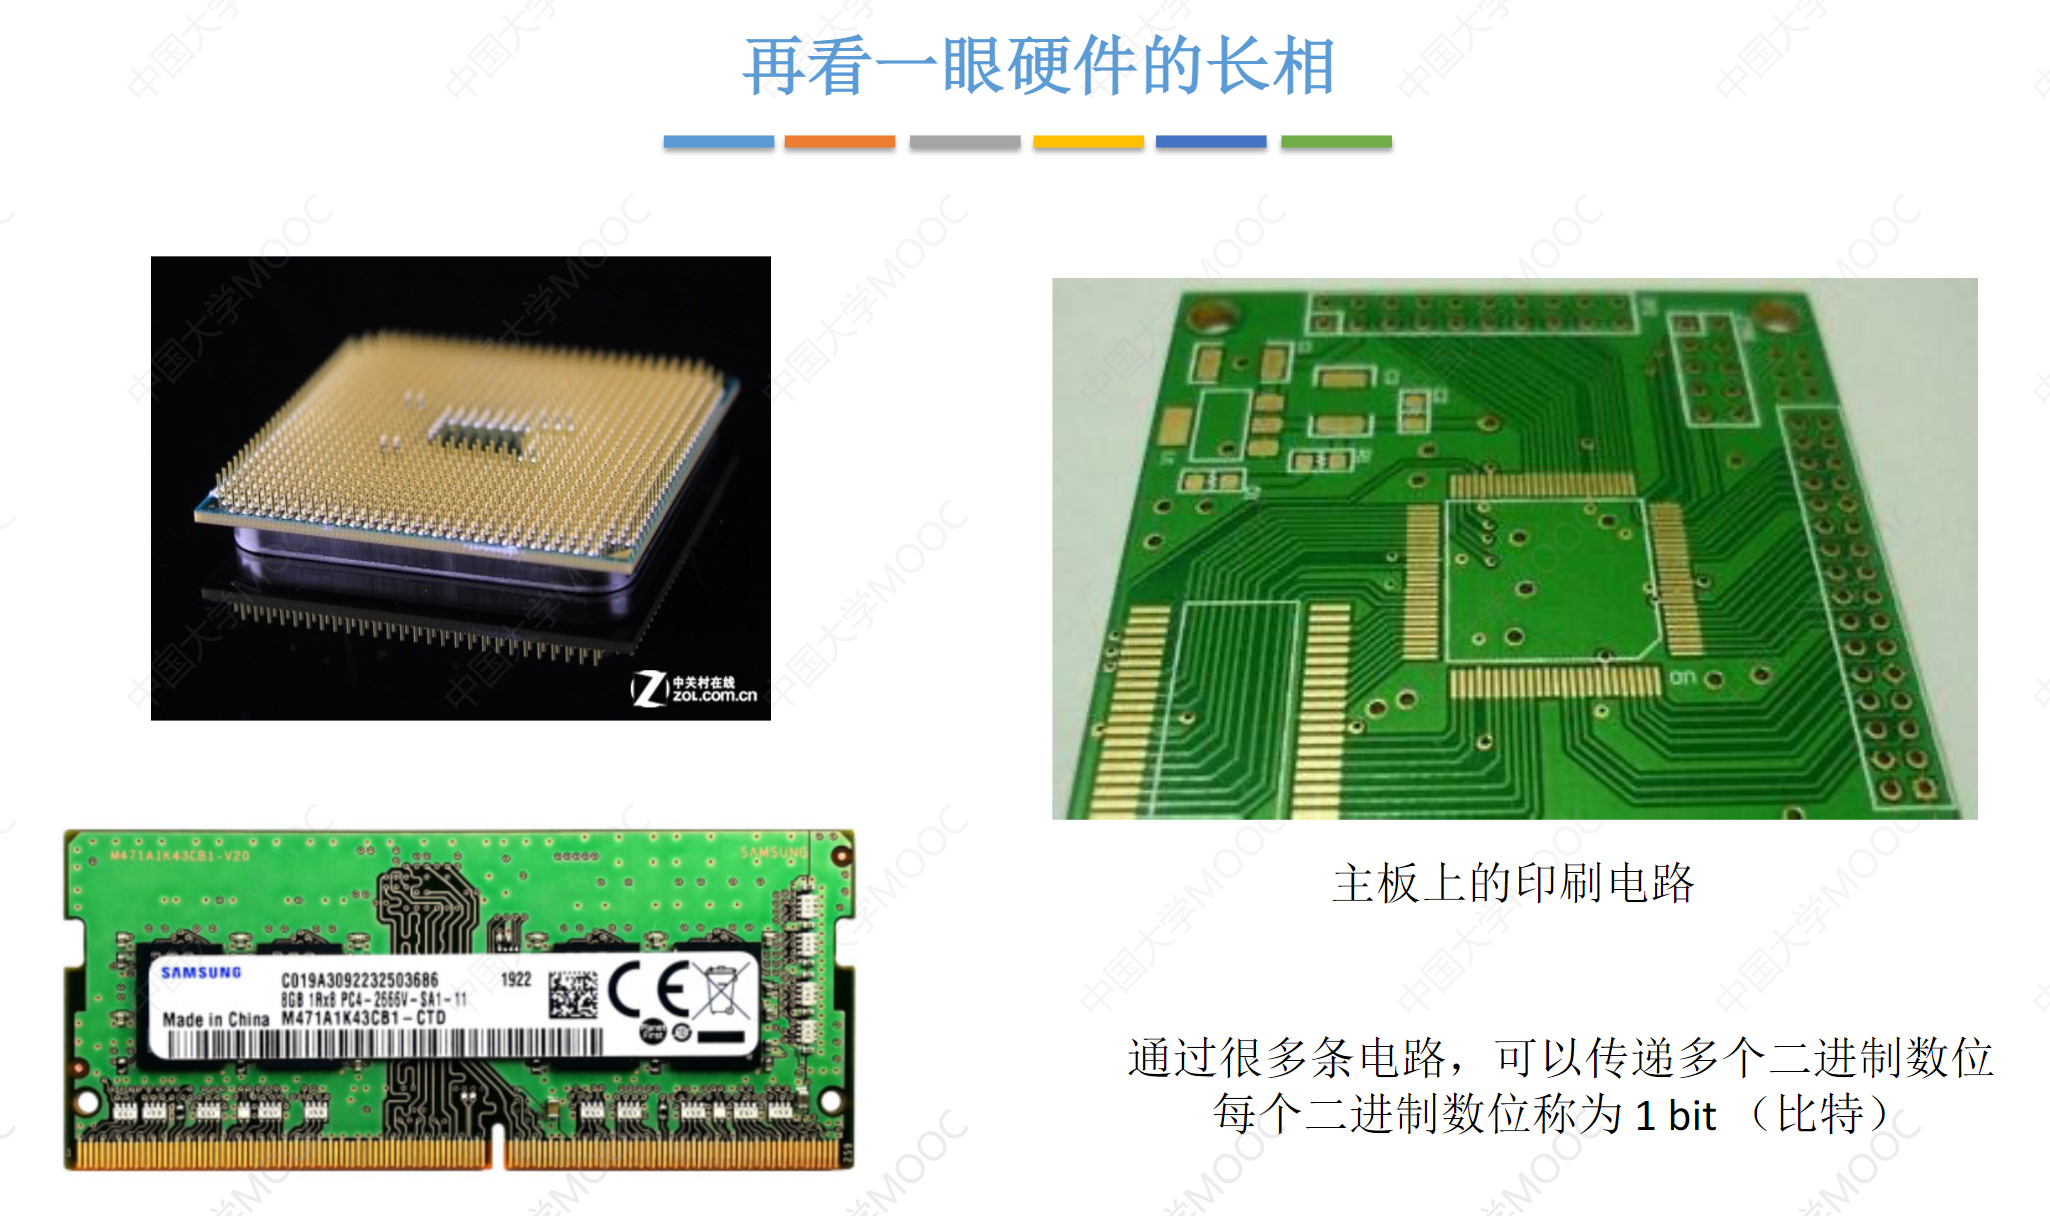 再看一眼硬件的长相
中关村在线
ZOL.COM.CN
主板上的印刷电路
M471A1K43CB1-V20
SAMSUNG
SAMSUNG
C019A3092232503686
1922
8GB 1Rx8 PC4-2666V-SA1-11
Made in China
M471A1K43CB1-CTD
CE
通过很多条电路，可以传递多个二进制数位
每个二进制数位称为 1 bit （比特）
中国大学MOOC